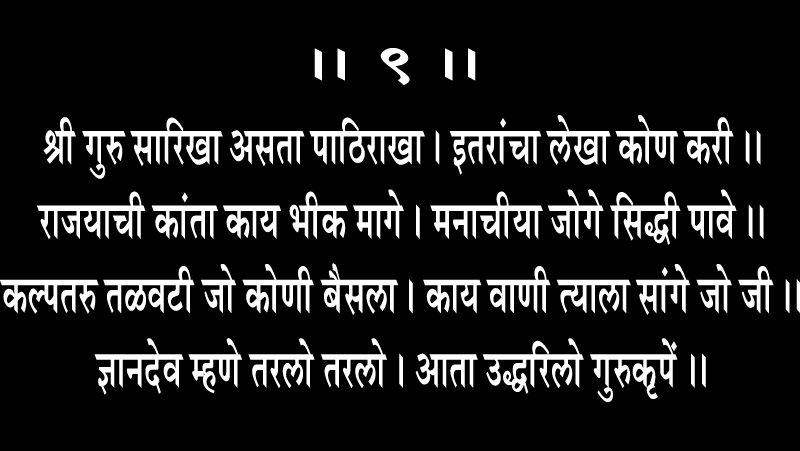 ।। ९ ।।
श्री गुरु सारिखा असता पाठिराखा । इतरांचा लेखा कोण करी ।।
राजयाची कांता काय भीक मागे । मनाचीया जोगे सिद्धी पावे ।।
कल्पतरु तळवटी जो कोणी बैसला । काय वाणी त्याला सांगे जो जी ।।
ज्ञानदेव म्हणे तरलो तरलो । आता उद्धरिलो गुरुकृपें ।।